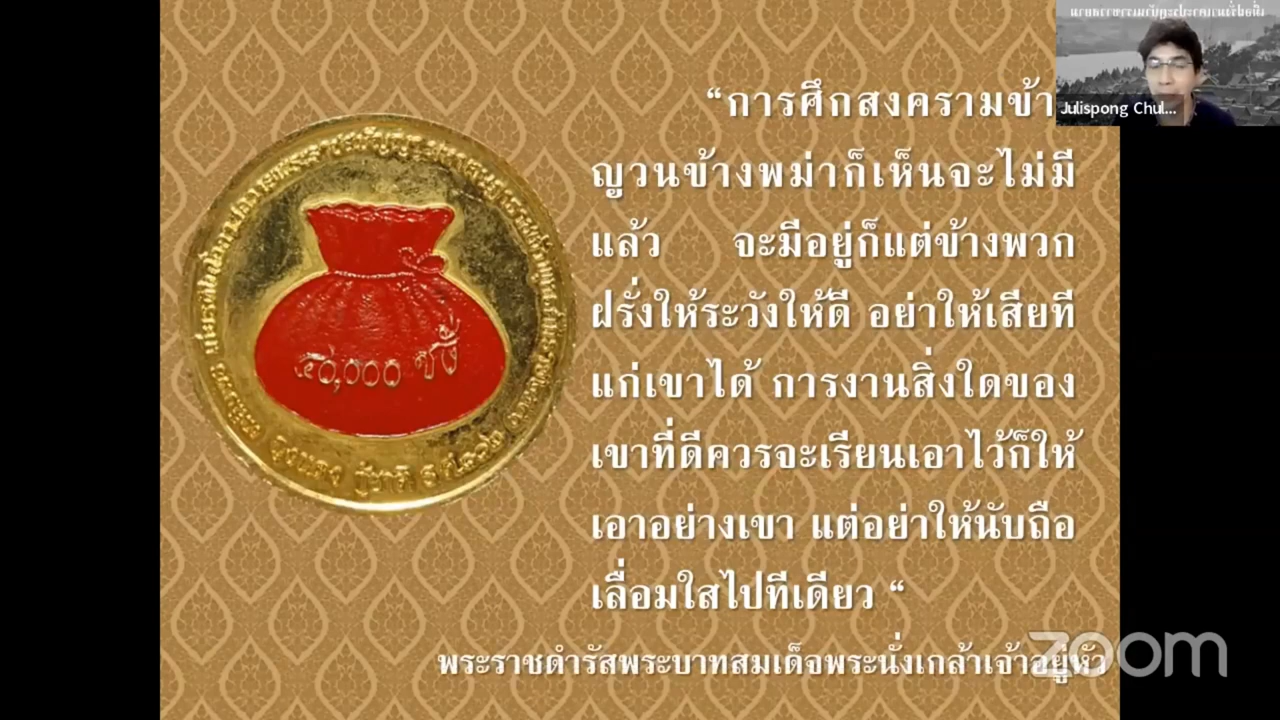 Julispong Chul...
“การศึกสงครามข้า
ญวนข้างพม่าก็เห็นจะไม่มี
แล้ว จะมีอยู่ก็แต่ข้างพวก
ฝรั่งให้ระวังให้ดี อย่าให้เสียที
แก่เขาได้ การงานสิ่งใดของ
เขาที่ดีควรจะเรียนเอาไว้ก็ให้
เอาอย่างเขา แต่อย่าให้นับถือ
เลื่อมใสไปทีเดียว “
พระราชดำรัสพระบาทสมเด็จพระนั่งเกล้าเจ้าอยู่หัว
๔๐,๐๐๐ ชั่ง
zoom